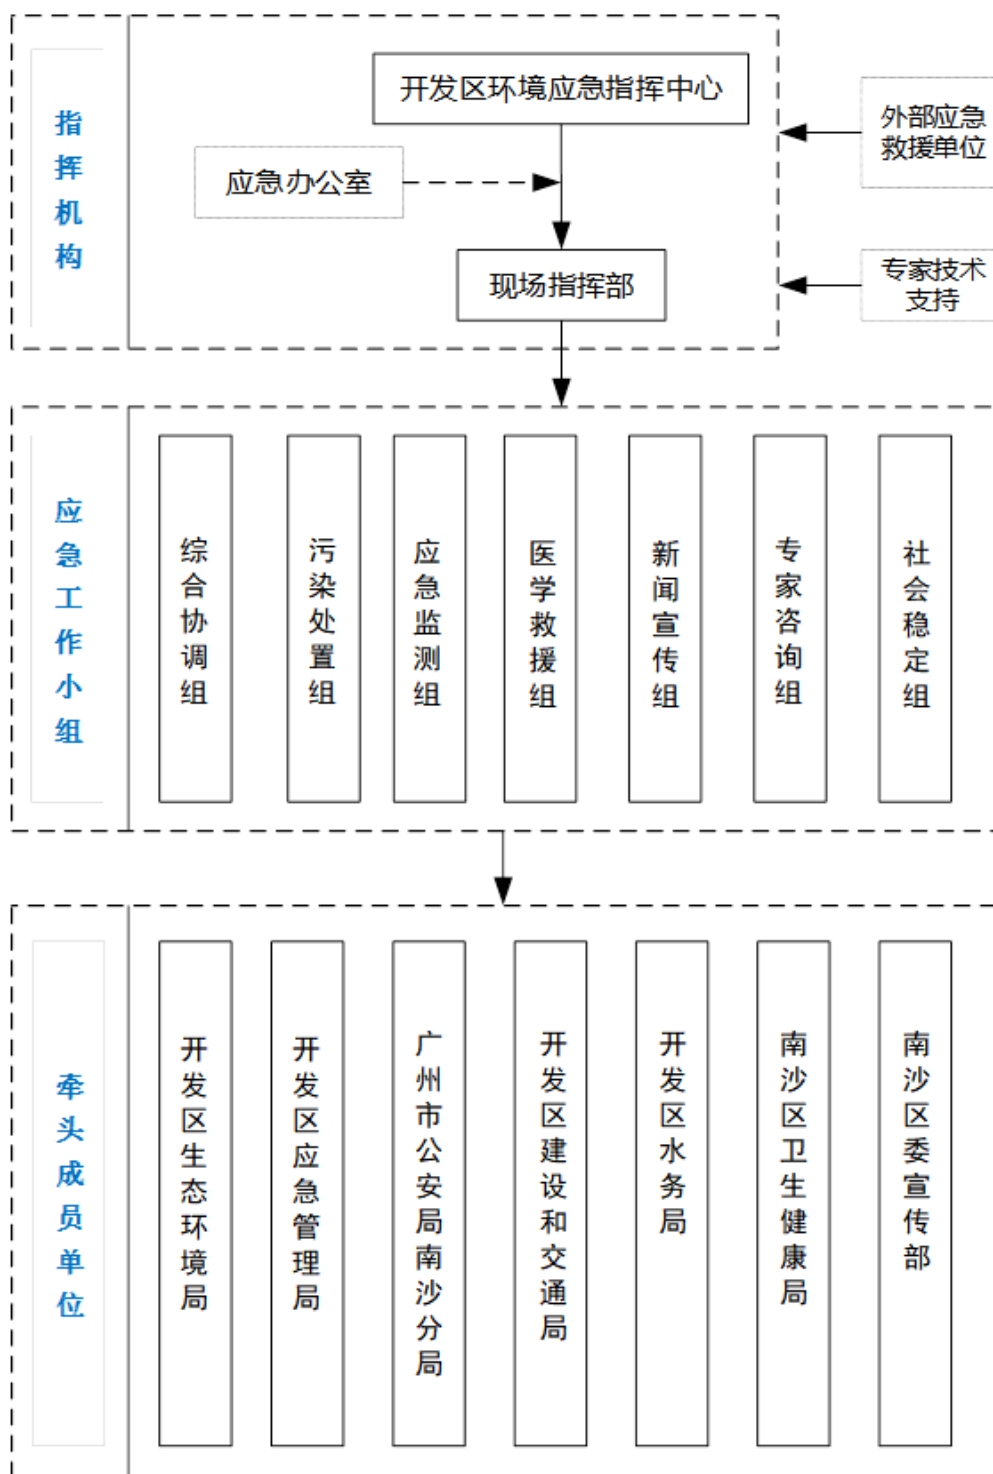 指挥机构
开发区环境应急指挥中心
应急办公室
现场指挥部
外部应急
救援单位
专家技术
支持
应急工作小组
综合协调组
污染处置组
应急监测组
医学救援组
新闻宣传组
专家咨询组
社会稳定组
牵头成员单位
开发区生态环境局
开发区应急管理局
广州市公安局南沙分局
开发区建设和交通局
开发区水务局
南沙区卫生健康局
南沙区委宣传部